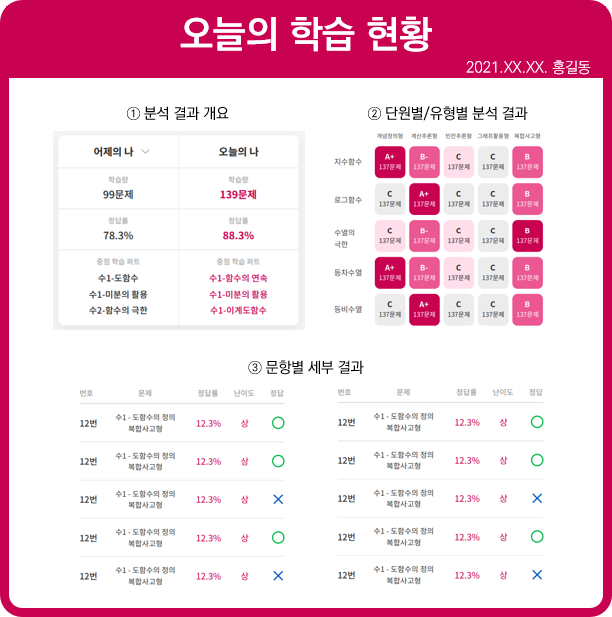 오늘의 학습 현황
2021.XX.XX. 홍길동
① 분석 결과 개요
어제의 나 오늘의 나
학습량 학습량
99문제 139문제
정답률 정답률
78.3% 88.3%
중점 학습 파트 중점 학습 파트
수1-도함수 수1-함수의 연속
수1-미분의 활용 수1-미분의 활용
수2-함수의 극한 수1-이계도함수
② 단원별/유형별 분석 결과
개념정의형 계산추론형 빈칸추론형 그래프활용형 복합사고형
지수함수 A+ B- C C B
137문제 137문제 137문제 137문제 137문제
로그함수 C A+ C C B
137문제 137문제 137문제 137문제 137문제
수열의 극한 C B- C C B
137문제 137문제 137문제 137문제 137문제
등차수열 A+ B- C C B
137문제 137문제 137문제 137문제 137문제
등비수열 C A+ C C B
137문제 137문제 137문제 137문제 137문제
③ 문항별 세부 결과
번호 문제 정답률 난이도 정답
12번 수1 - 도함수의 정의 12.3% 상
복합사고형
12번 수1 - 도함수의 정의 12.3% 상
복합사고형
12번 수1 - 도함수의 정의 12.3% 상
복합사고형
12번 수1 - 도함수의 정의 12.3% 상
복합사고형
12번 수1 - 도함수의 정의 12.3% 상
복합사고형
번호 문제 정답률 난이도 정답
12번 수1 - 도함수의 정의 12.3% 상
복합사고형
12번 수1 - 도함수의 정의 12.3% 상
복합사고형
12번 수1 - 도함수의 정의 12.3% 상
복합사고형
12번 수1 - 도함수의 정의 12.3% 상
복합사고형
12번 수1 - 도함수의 정의 12.3% 상
복합사고형